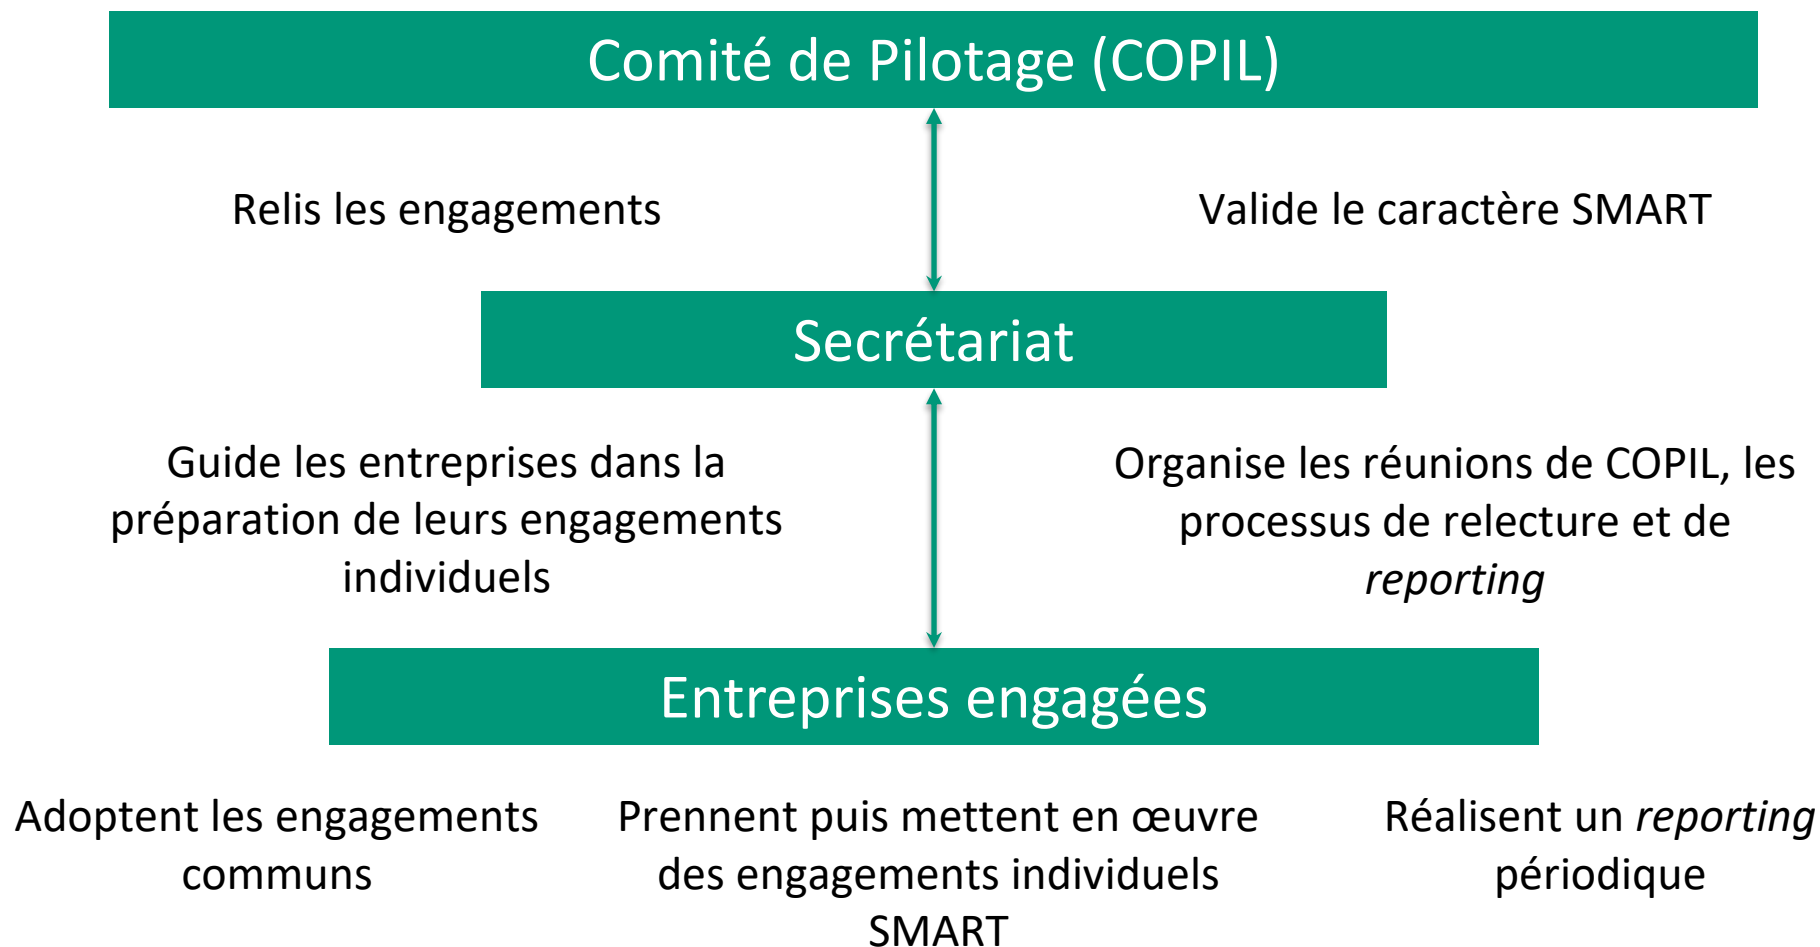 Comité de Pilotage (COPIL)
Relis les engagements
Valide le caractère SMART
Secrétariat
Guide les entreprises dans la
préparation de leurs engagements
individuels
Organise les réunions de COPIL, les
processus de relecture et de
reporting
Entreprises engagées
Adoptent les engagements
communs
Prennent puis mettent en œuvre
des engagements individuels
SMART
Réalisent un reporting
périodique